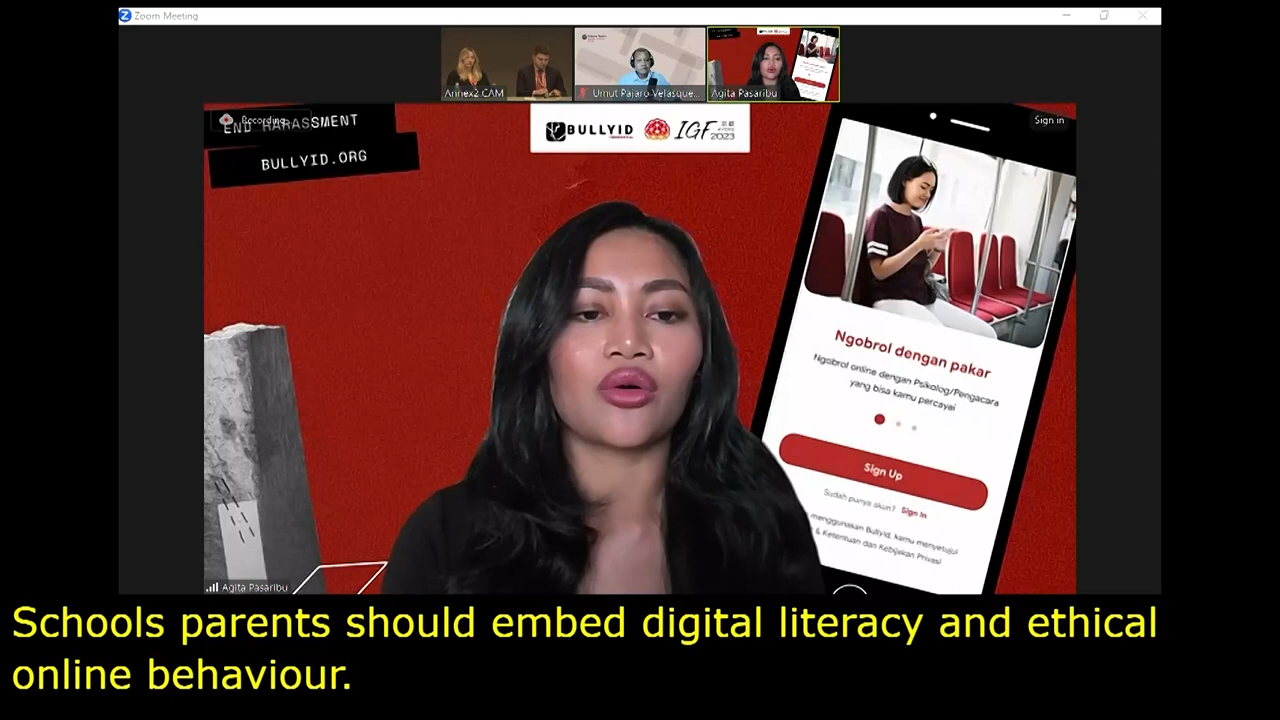 Zoom Meeting
Annex2 CAM
Umut Pajaro Velasque...
Agita Pasaribu
END HARASSMENT
Recording...
BULLYID.ORG
BULLYID
IGF
KYOTO
2023
Sign in
Ngobrol dengan pakar
Ngobrol online dengan Psikolog/Pengacara
yang bisa kamu percayai
Sign Up
Sudah punya akun? Sign In
menggunakan Bullyid, kamu menyetujui
& Ketentuan dan Kebijakan Privasi
Agita Pasaribu
Schools parents should embed digital literacy and ethical
online behaviour.